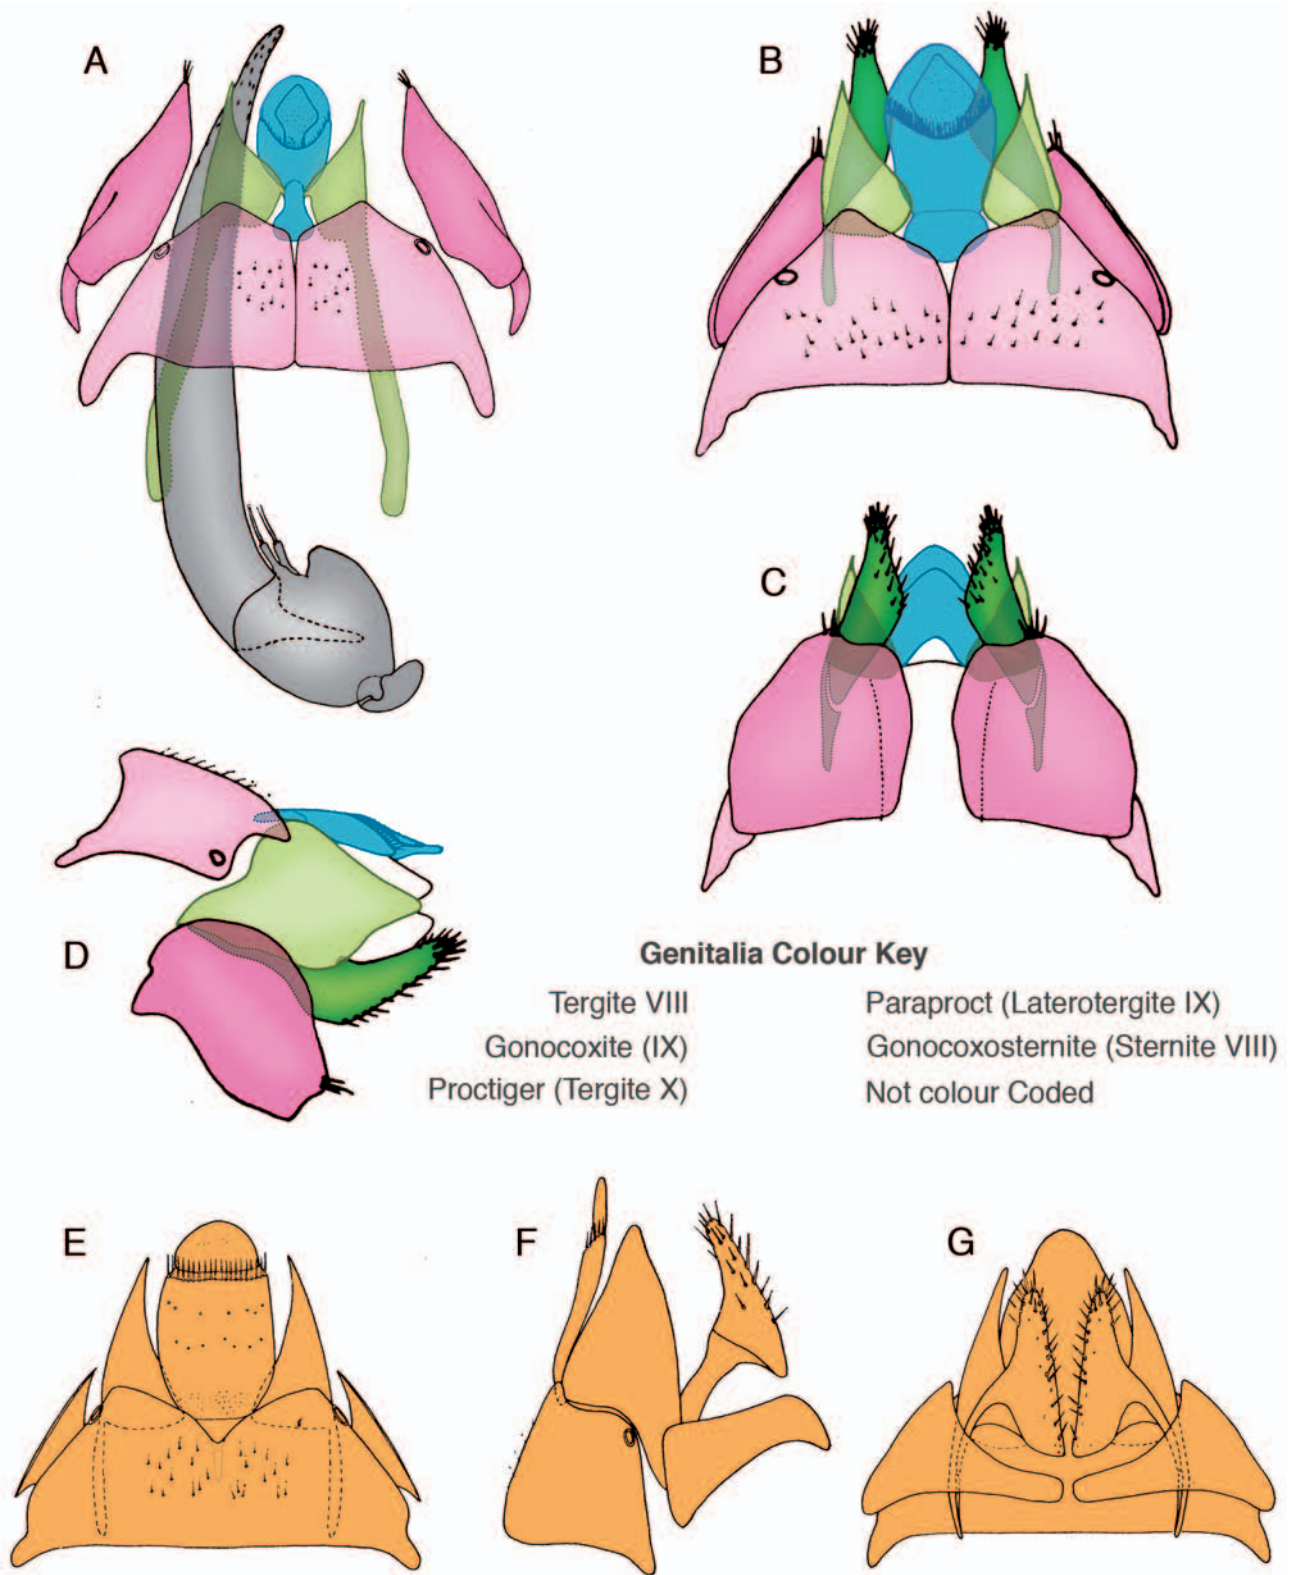 A
B
C
D
Genitalia Colour Key
Tergite VIII
Paraproct (Laterotergite IX)
Gonocoxite (IX)
Gonocoxosternite (Sternite VIII)
Proctiger (Tergite X)
Not colour Coded
E
F
G